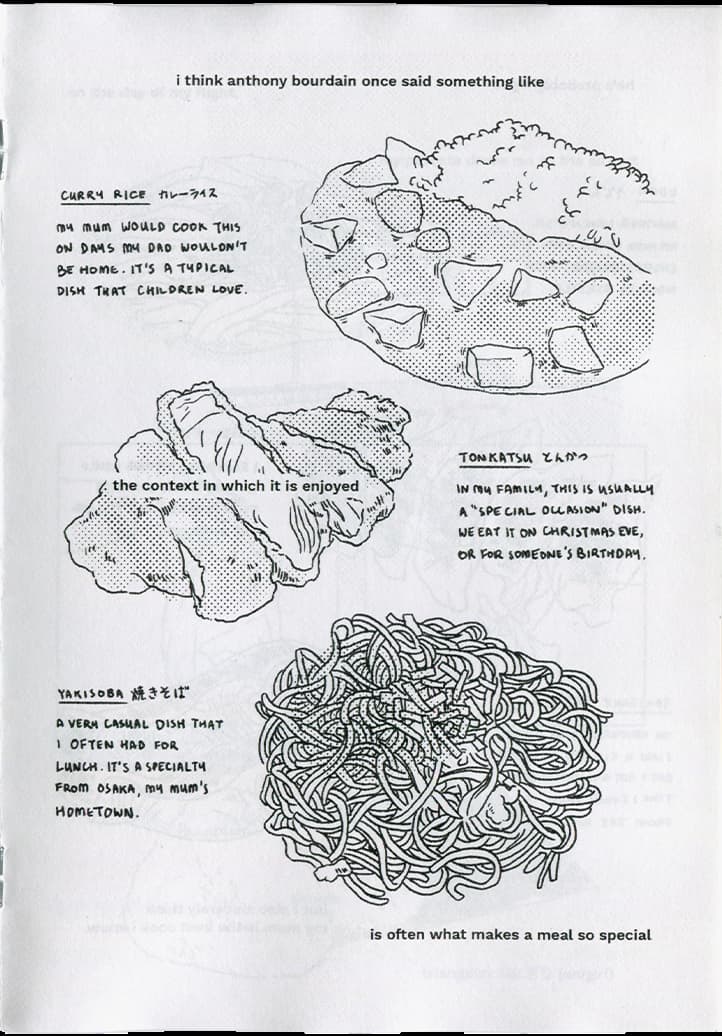 i think anthony bourdain once said something like
CURRY RICE カレーライス
MY MUM WOULD COOK THIS
ON DAYS MY DAD WOULDN'T
BE HOME. IT'S A TYPICAL
DISH THAT CHILDREN LOVE.
the context in which it is enjoyed
TONKATSU とんかつ
IN MY FAMILY, THIS IS USUALLY
A "SPECIAL OCCASION" DISH.
WE EAT IT ON CHRISTMAS EVE,
OR FOR SOMEONE'S BIRTHDAY.
YAKISOBA 焼きそば
A VERY CASUAL DISH THAT
I OFTEN HAD FOR
LUNCH. IT'S A SPECIALTY
FROM OSAKA, MY MUM'S
HOMETOWN.
is often what makes a meal so special